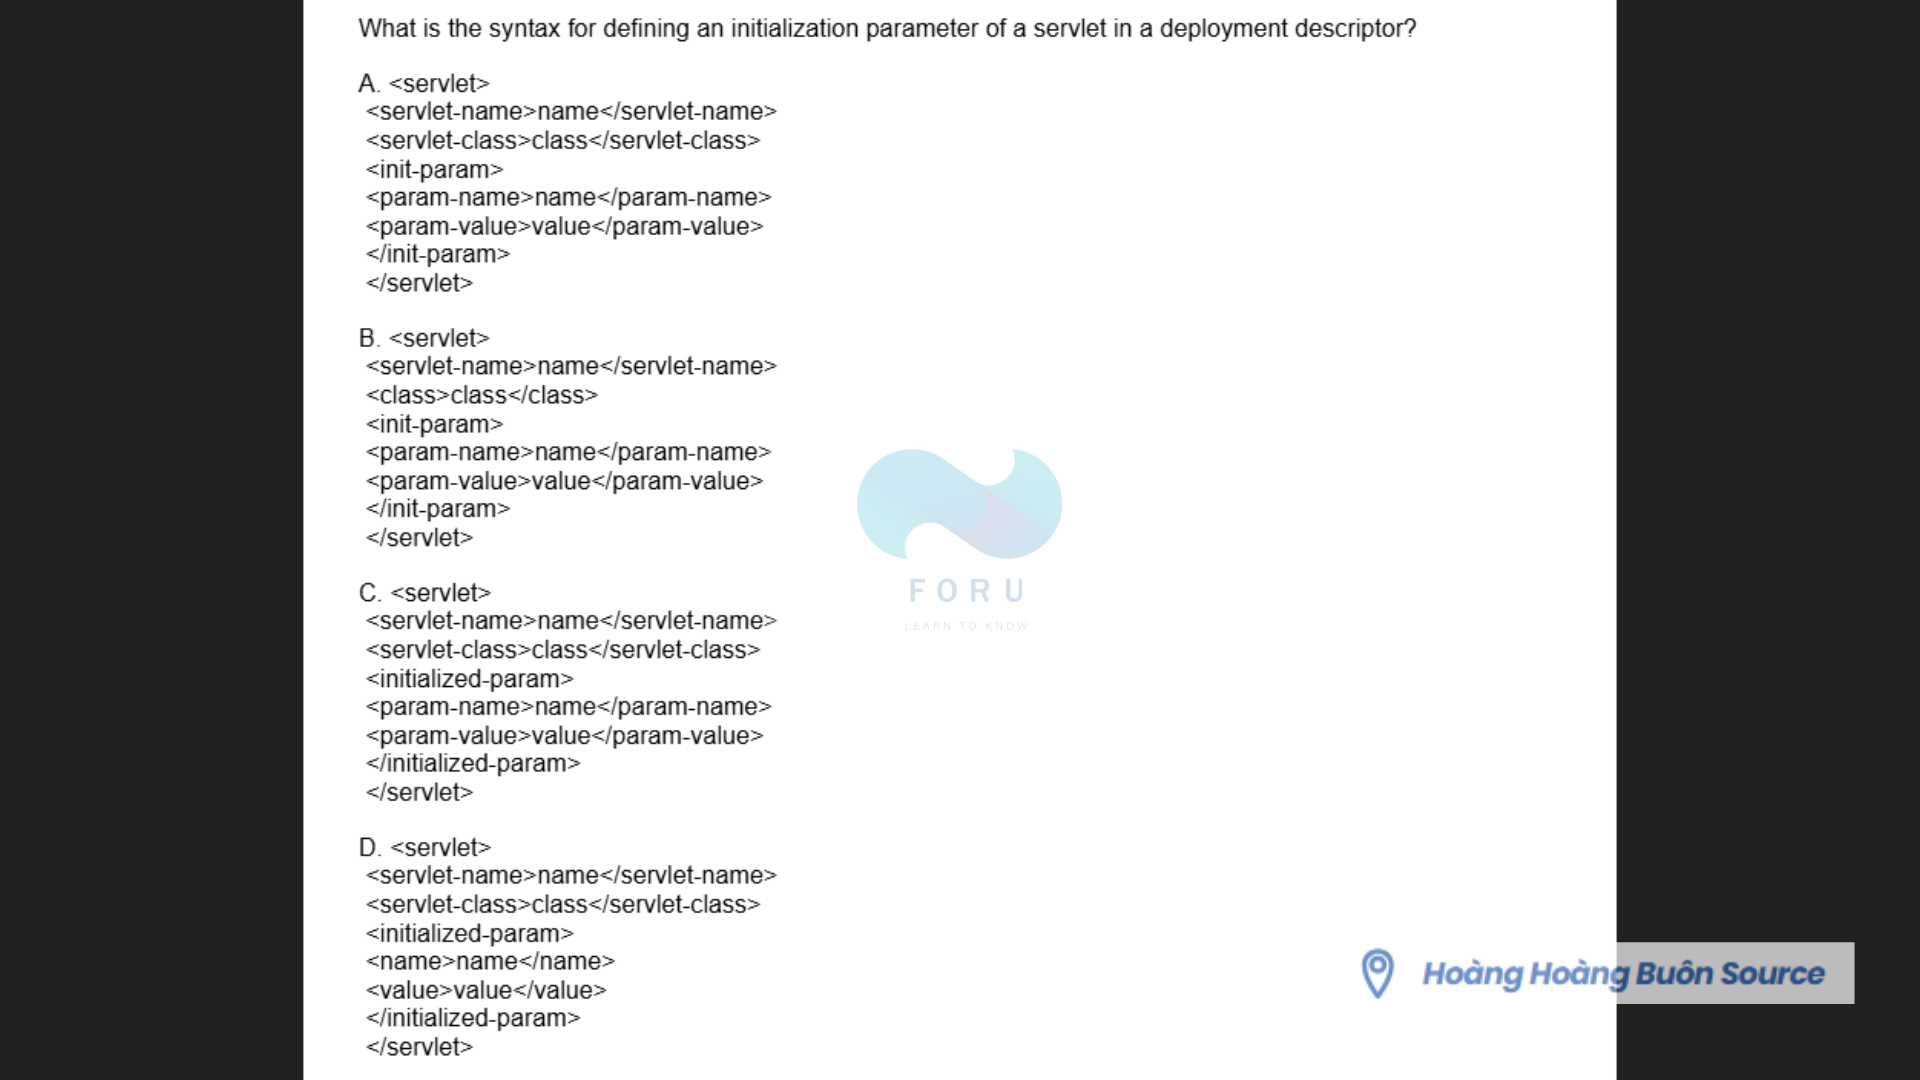 What is the syntax for defining an initialization parameter of a servlet in a deployment descriptor?
A. <servlet>
<servlet-name>name</servlet-name>
<servlet-class>class</servlet-class>
<init-param>
<param-name>name</param-name>
<param-value>value</param-value>
</init-param>
</servlet>
B. <servlet>
<servlet-name>name</servlet-name>
<class>class</class>
<init-param>
<param-name>name</param-name>
<param-value>value</param-value>
</init-param>
</servlet>
C. <servlet>
<servlet-name>name</servlet-name>
<servlet-class>class</servlet-class>
<initialized-param>
<param-name>name</param-name>
<param-value>value</param-value>
</initialized-param>
</servlet>
D. <servlet>
<servlet-name>name</servlet-name>
<servlet-class>class</servlet-class>
<initialized-param>
<name>name</name>
<value>value</value>
</initialized-param>
</servlet>
FORU
LEARN TO KNOW
Hoàng Hoàng Buôn Source